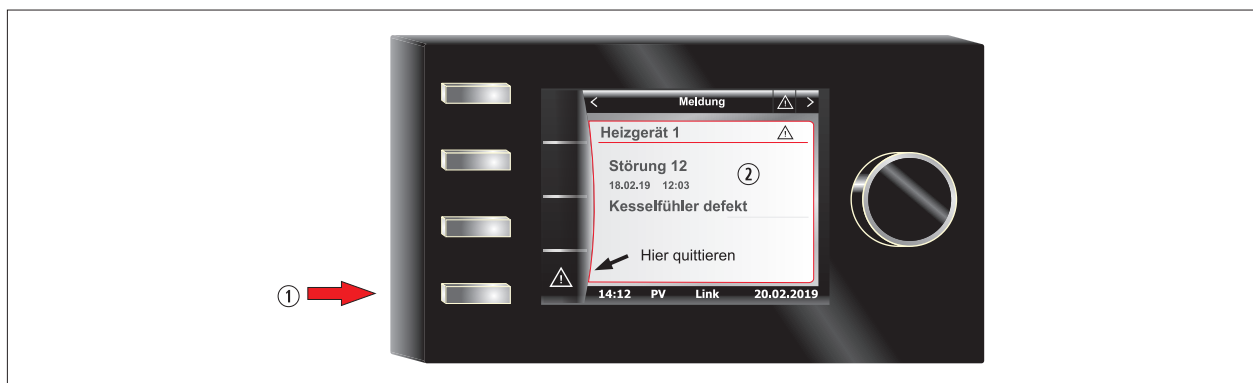 < Meldung >
Heizgerät 1
Störung 12
18.02.19 12:03
②
Kesselfühler defekt
Hier quittieren
①
14:12 PV Link 20.02.2019